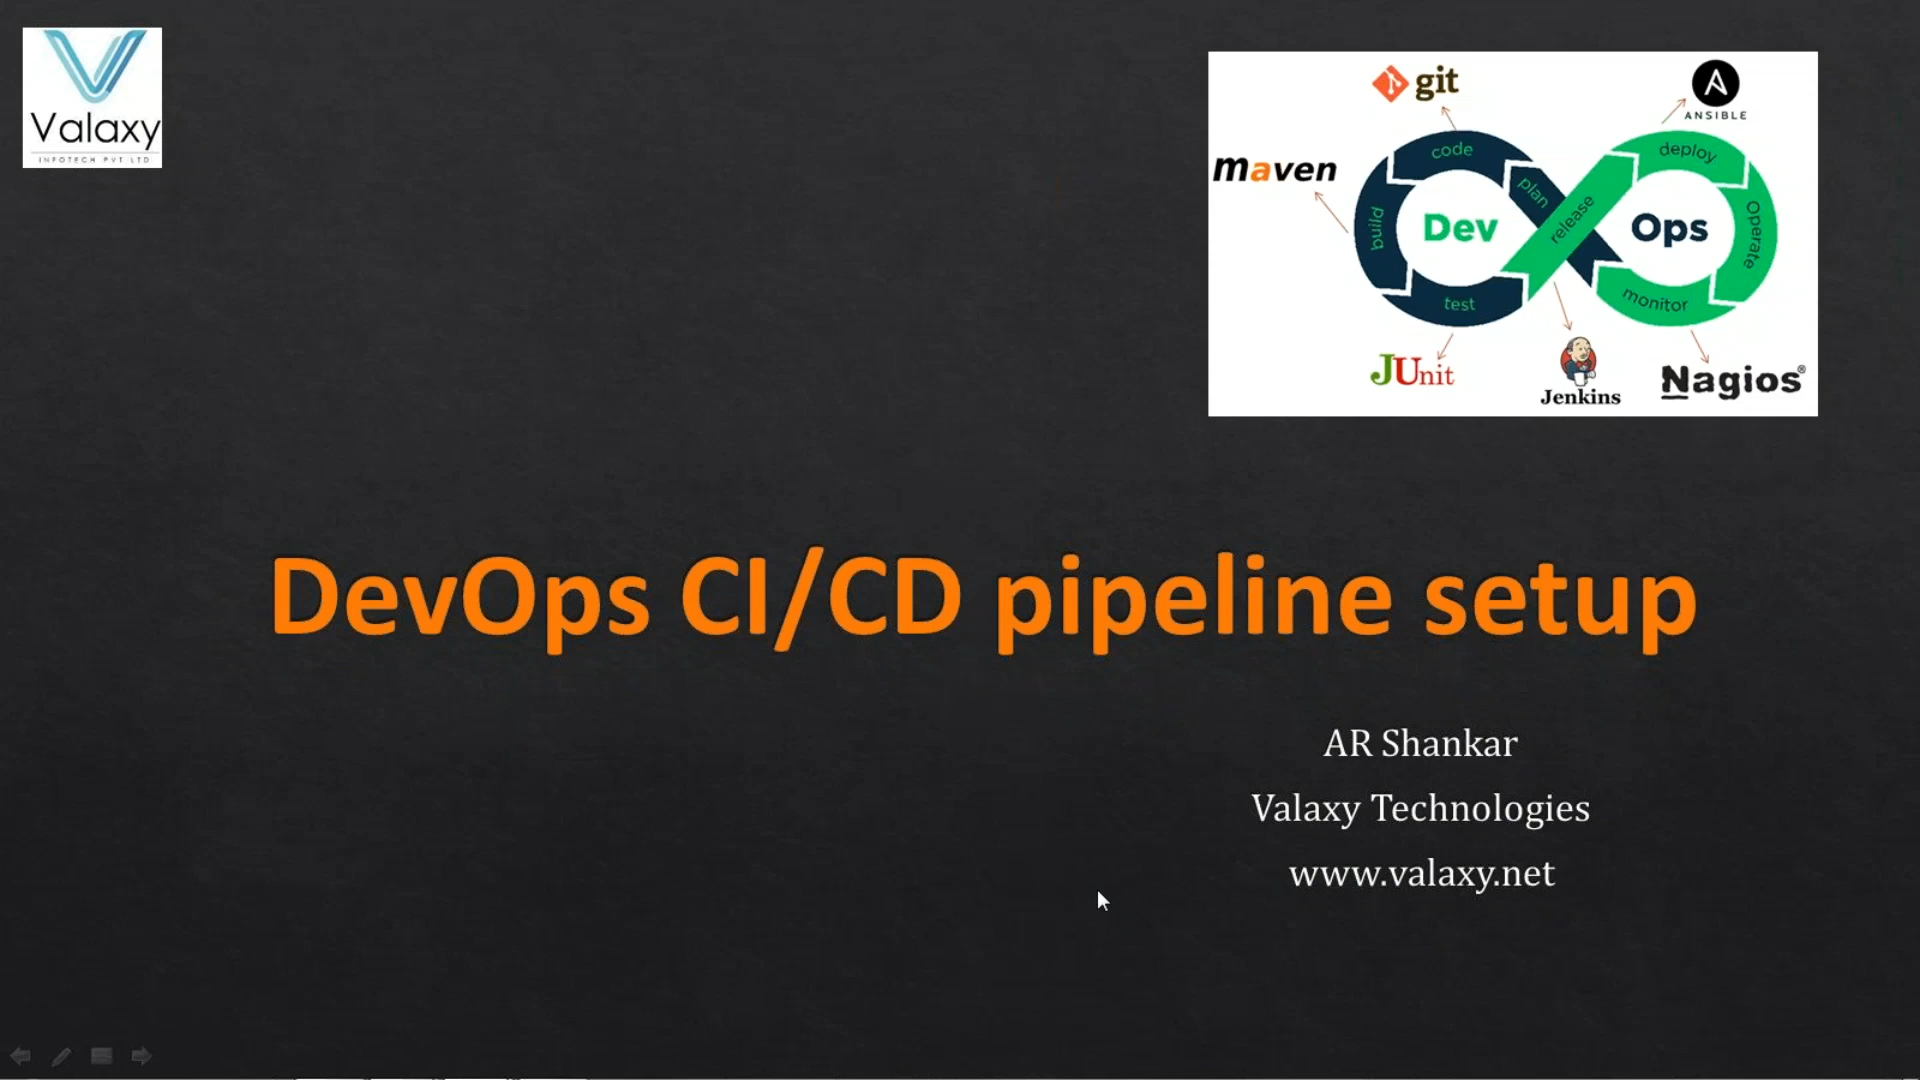 Valaxy
INFOTECH PVT LTD
git
ANSIBLE
maven
code
plan
build
Dev
test
release
deploy
Ops
Operate
monitor
JUnit
Jenkins
Nagios®
DevOps CI/CD pipeline setup
AR Shankar
Valaxy Technologies
www.valaxy.net